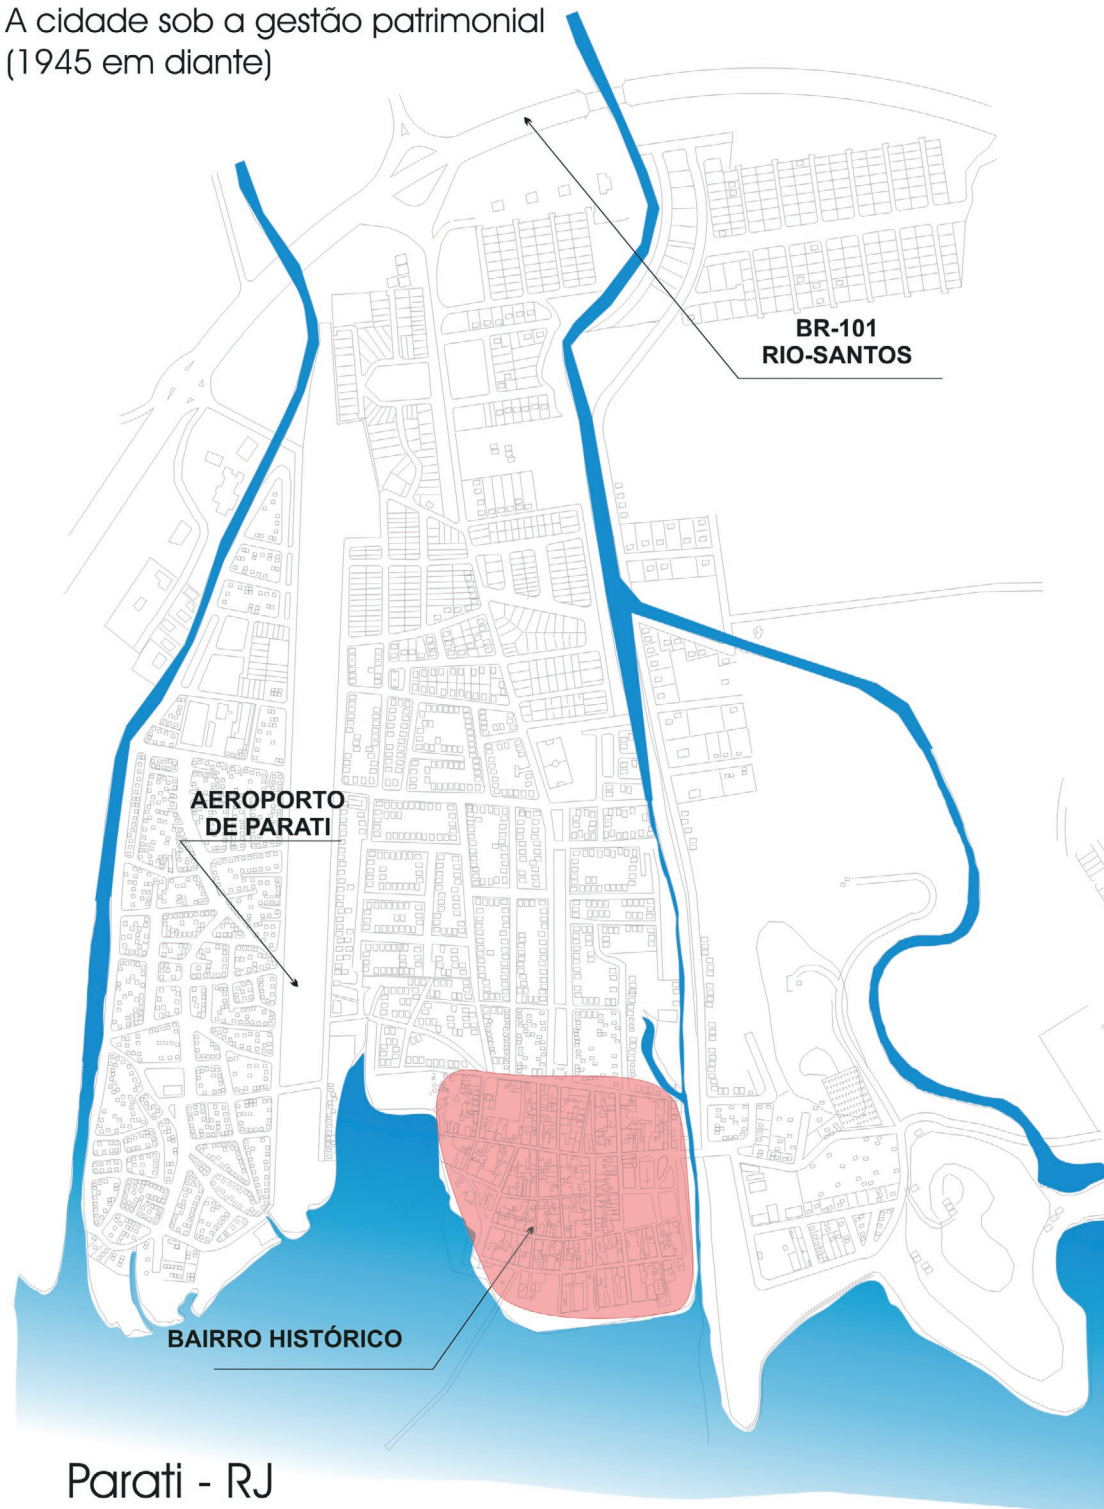 A cidade sob a gestão patrimonial
(1945 em diante)
BR-101
RIO-SANTOS
AEROPORTO
DE PARATI
BAIRRO HISTÓRICO
Parati - RJ